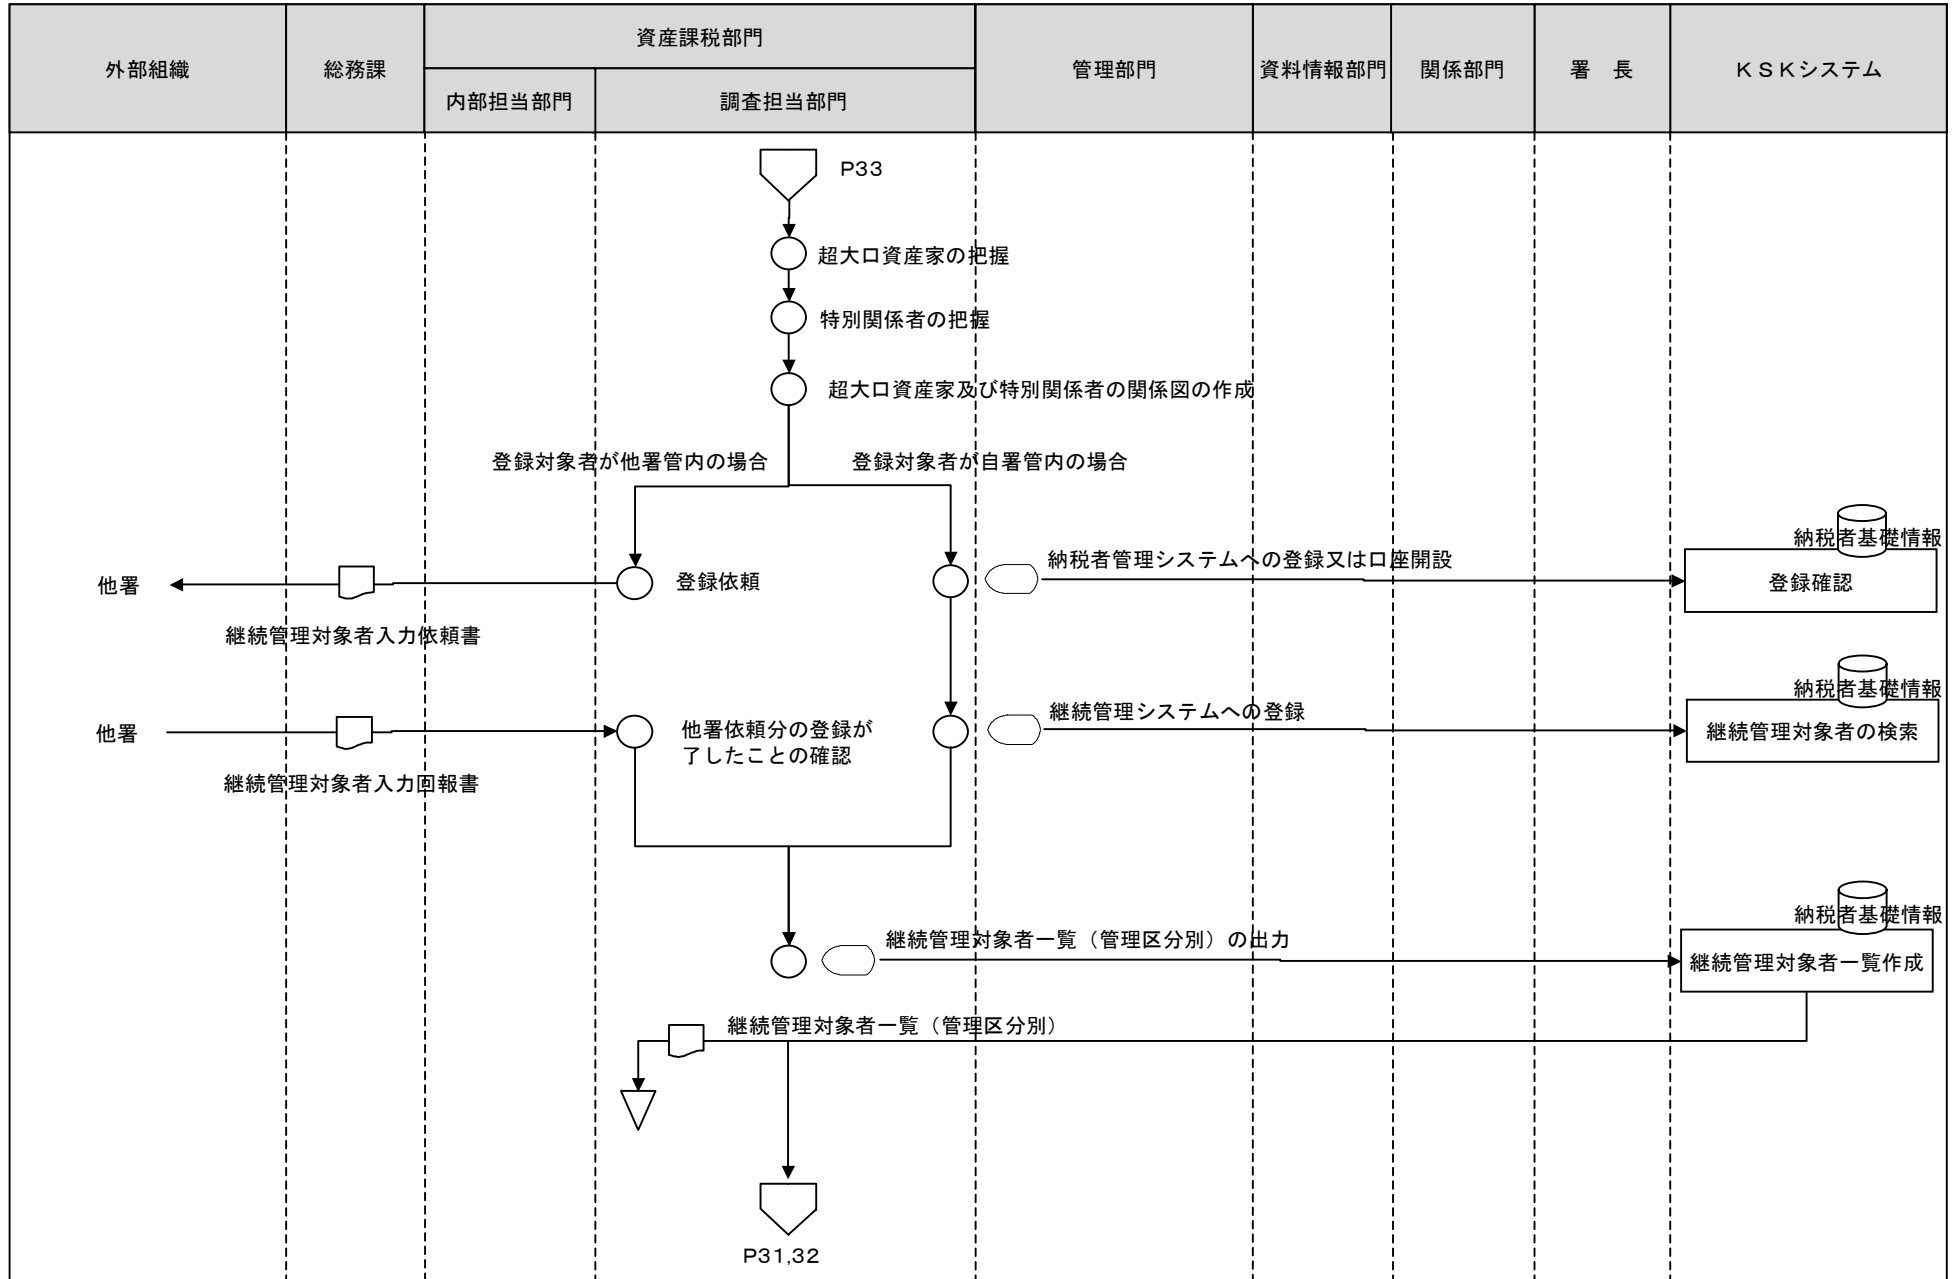 外部組織
総務課
資産課税部門
内部担当部門
調査担当部門
管理部門
資料情報部門
関係部門
署　長
ＫＳＫシステム
P33
超大口資産家の把握
特別関係者の把握
超大口資産家及び特別関係者の関係図の作成
登録対象者が他署管内の場合
登録対象者が自署管内の場合
他署
継続管理対象者入力依頼書
登録依頼
納税者管理システムへの登録又は口座開設
納税者基礎情報
登録確認
他署
継続管理対象者入力回報書
他署依頼分の登録が
了したことの確認
継続管理システムへの登録
納税者基礎情報
継続管理対象者の検索
継続管理対象者一覧（管理区分別）の出力
納税者基礎情報
継続管理対象者一覧作成
継続管理対象者一覧（管理区分別）
P31,32